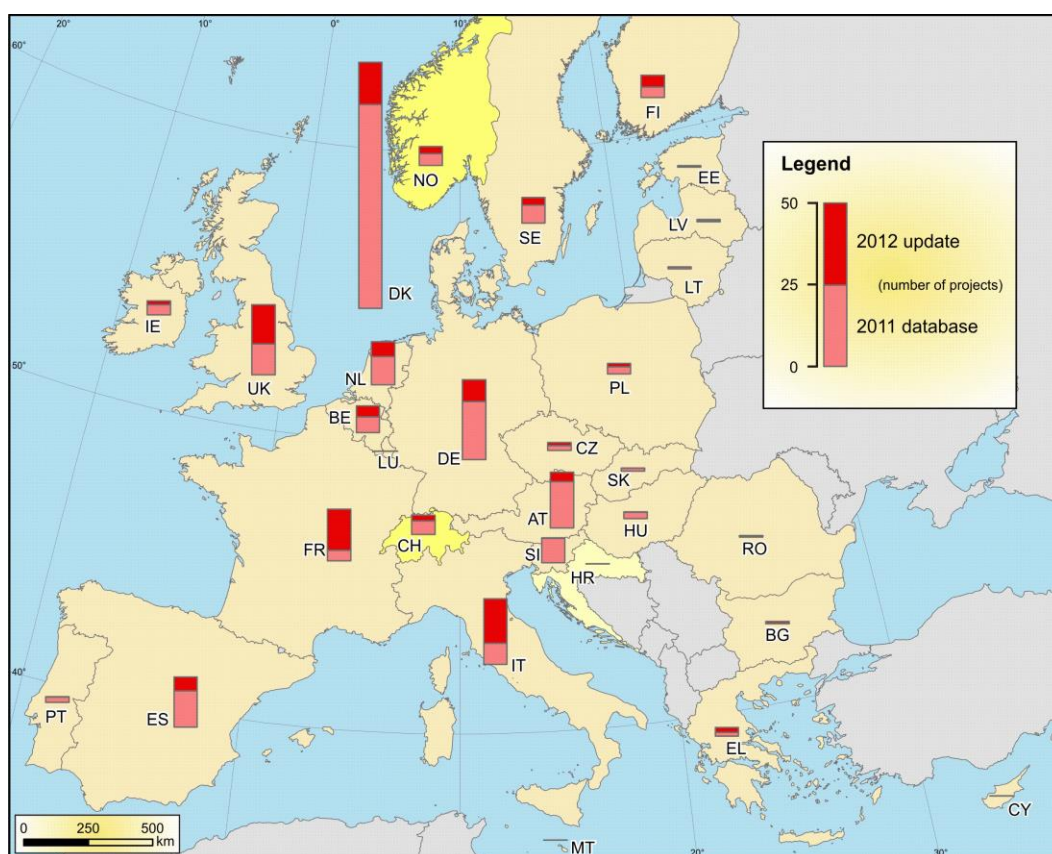 20°
10°
0°
10°
20°
30°
60°
FI
NO
EE
Legend
50
2012 update
SE
LV
25
(number of projects)
DK
LT
2011 database
IE
0
50°
UK
NL
PL
BE
CZ
LU
DE
SK
AT
HU
FR
CH
SI
RO
HR
BG
40°
IT
PT
ES
EL
CY
0 250 500
km
MT
20°
30°